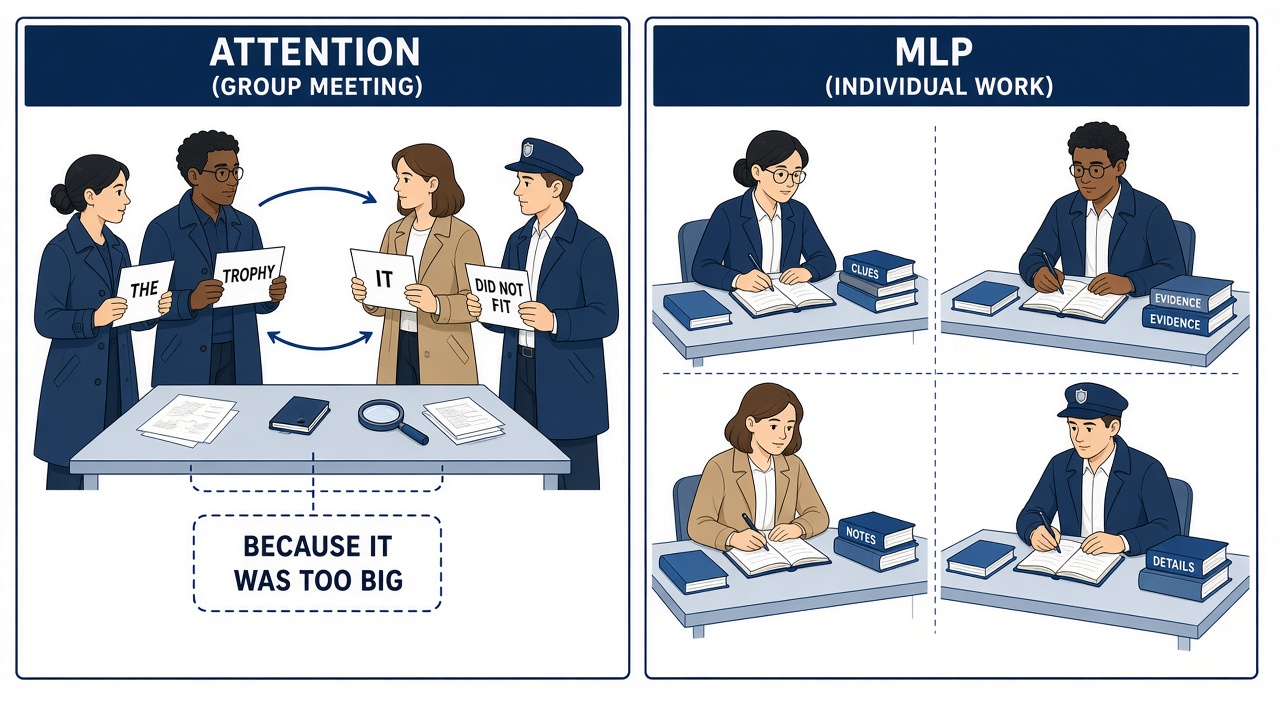 ATTENTION
(GROUP MEETING)
THE
TROPHY
IT
DID NOT
FIT
BECAUSE IT
WAS TOO BIG
MLP
(INDIVIDUAL WORK)
CLUES
EVIDENCE
EVIDENCE
NOTES
DETAILS